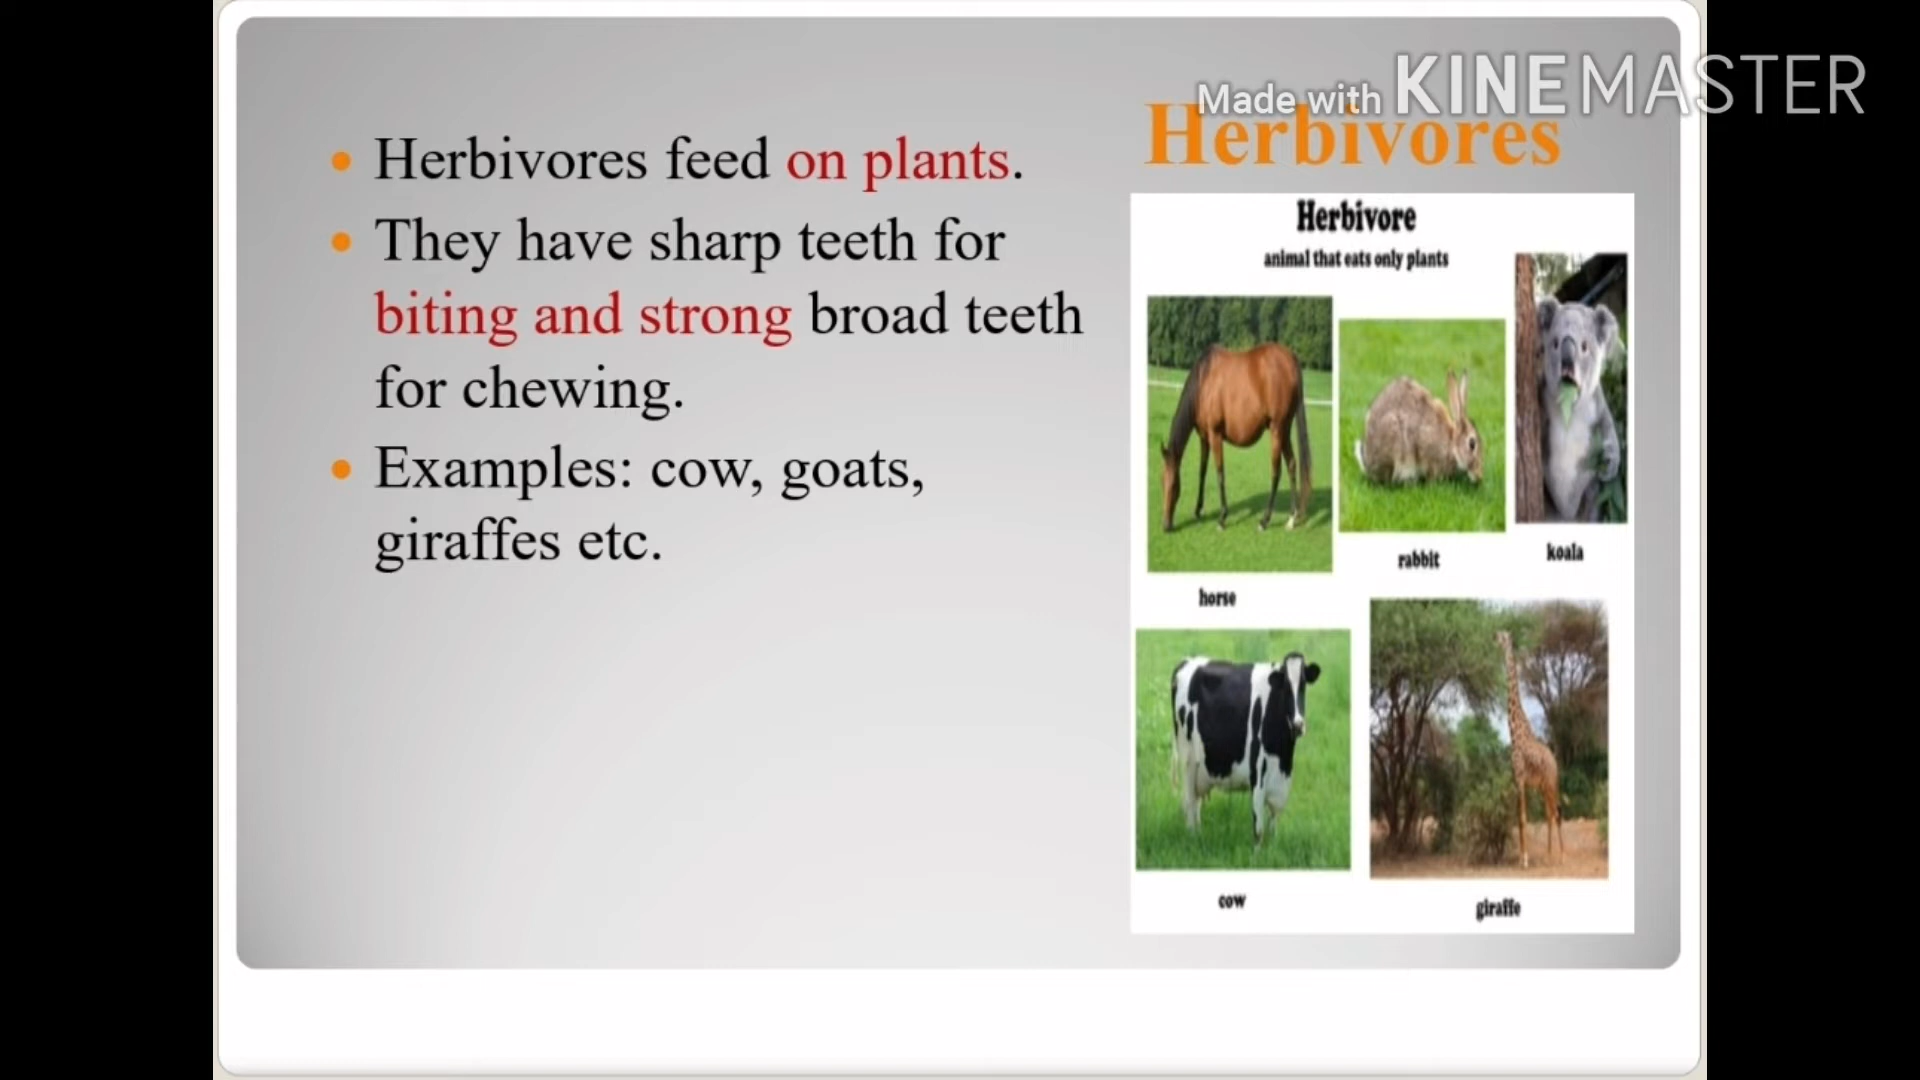 Made with KINEMASTER
Herbivores
Herbivores feed on plants.
They have sharp teeth for
biting and strong broad teeth
for chewing.
Examples: cow, goats,
giraffes etc.
Herbivore
animal that eats only plants
horse
rabbit
koala
cow
giraffe